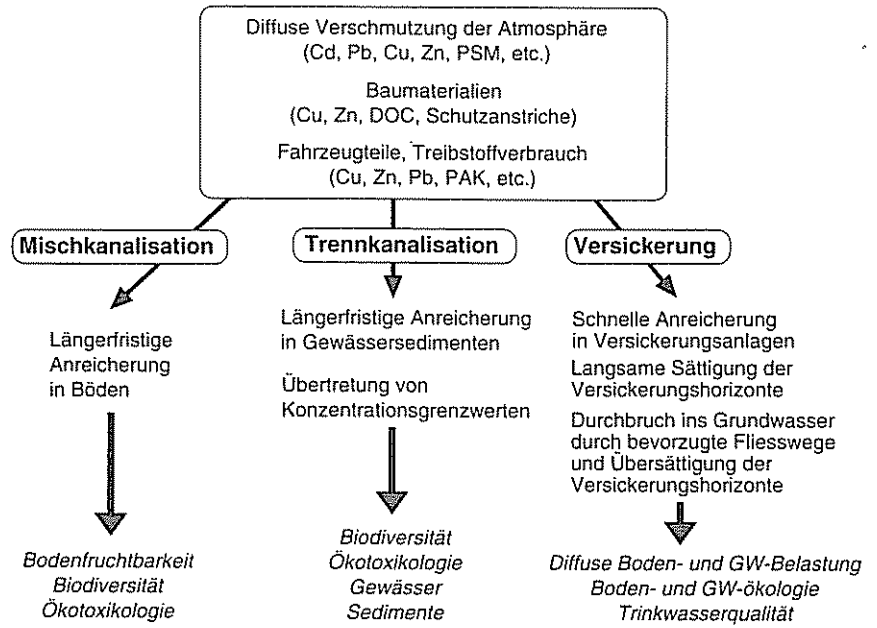 Diffuse Verschmutzung der Atmosphäre
(Cd, Pb, Cu, Zn, PSM, etc.)
Baumaterialien
(Cu, Zn, DOC, Schutzanstriche)
Fahrzeugteile, Treibstoffverbrauch
(Cu, Zn, Pb, PAK, etc.)
Mischkanalisation
Längerfristige
Anreicherung
in Böden
Bodenfruchtbarkeit
Biodiversität
Ökotoxikologie
Trennkanalisation
Längerfristige Anreicherung
in Gewässersedimenten
Übertretung von
Konzentrationsgrenzwerten
Biodiversität
Ökotoxikologie
Gewässer
Sedimente
Versickerung
Schnelle Anreicherung
in Versickerungsanlagen
Langsame Sättigung der
Versickerungshorizonte
Durchbruch ins Grundwasser
durch bevorzugte Fliesswege
und Übersättigung der
Versickerungshorizonte
Diffuse Boden- und GW-Belastung
Boden- und GW-ökologie
Trinkwasserqualität